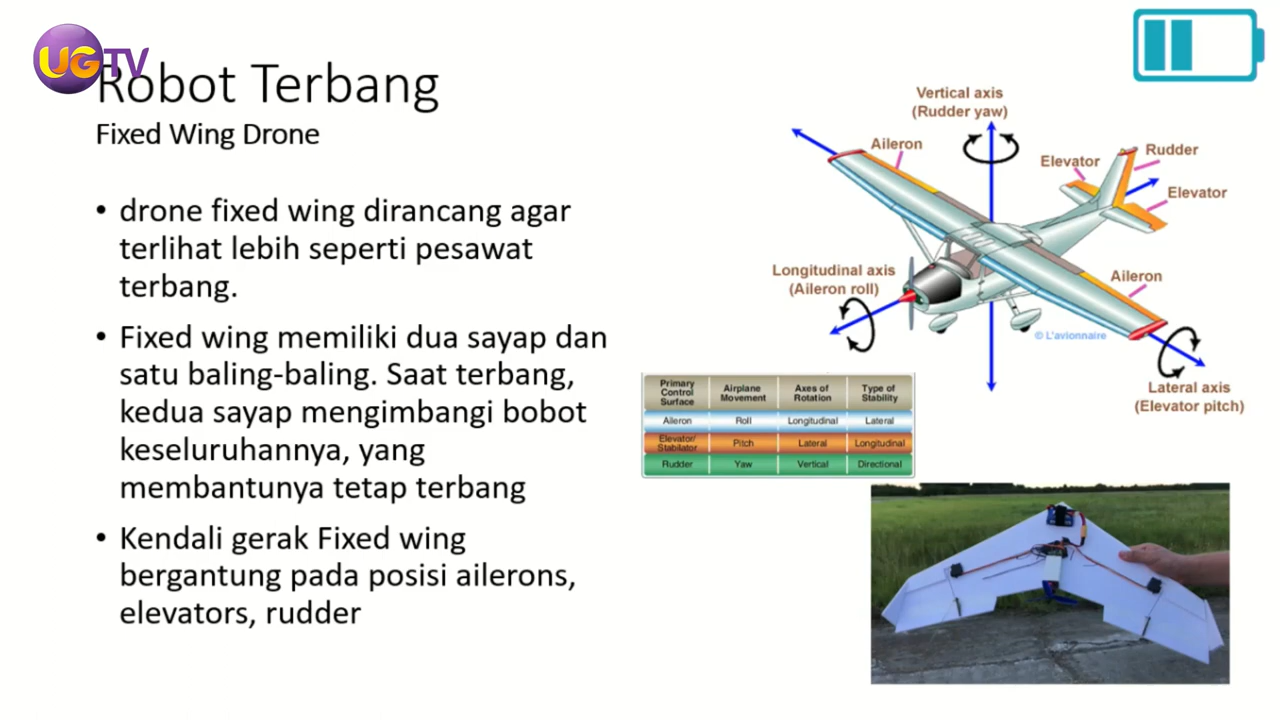 UGTV
Robot Terbang
Fixed Wing Drone
• drone fixed wing dirancang agar
terlihat lebih seperti pesawat
terbang.
• Fixed wing memiliki dua sayap dan
satu baling-baling. Saat terbang,
kedua sayap mengimbangi bobot
keseluruhannya, yang
membantunya tetap terbang
• Kendali gerak Fixed wing
bergantung pada posisi ailerons,
elevators, rudder
Vertical axis
(Rudder yaw)
Aileron
Elevator
Rudder
Elevator
Longitudinal axis
(Aileron roll)
Aileron
© L'avionnaire
Lateral axis
(Elevator pitch)
Primary Control Surface Airplane Movement Axes of Rotation Type of Stability
Aileron Roll Longitudinal Lateral
Elevator/Stabilator Pitch Lateral Longitudinal
Rudder Yaw Vertical Directional